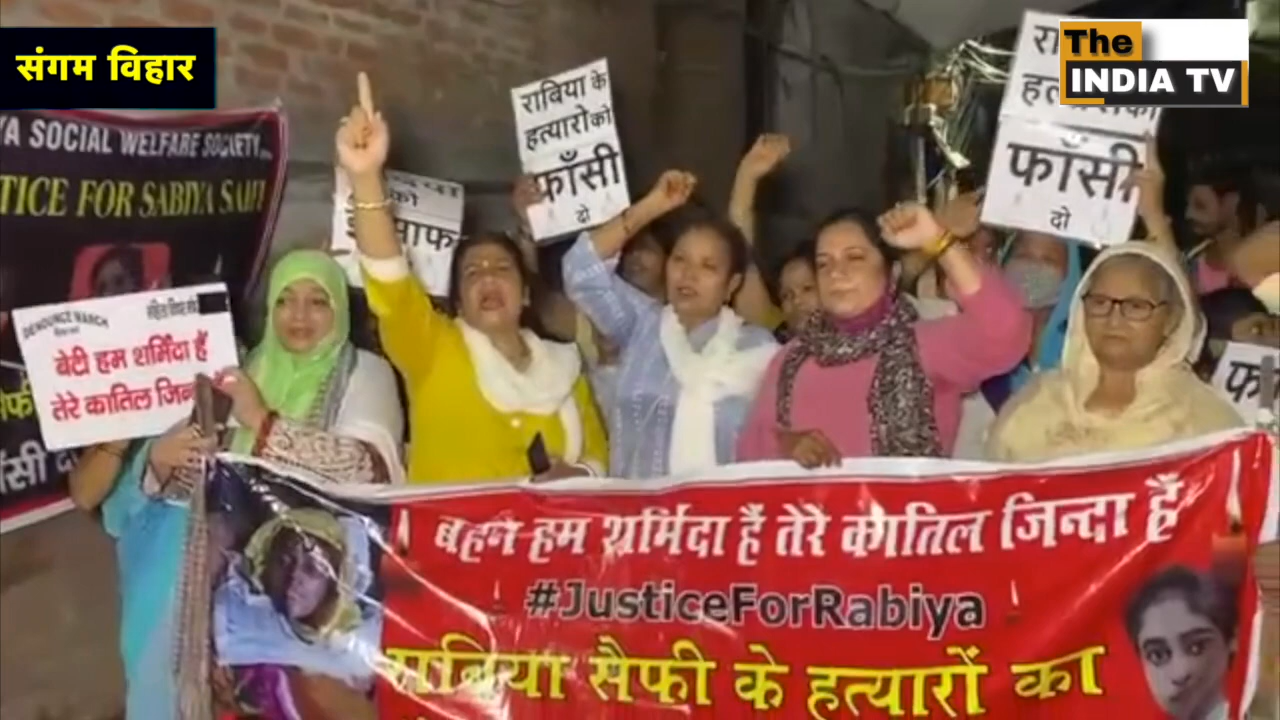 संगम विहार
The
INDIA TV
YA SOCIAL WELFARE SOCIETY
TICE FOR SABIYA SAIFI
DENOUNCE MARCH
बेटी हम शर्मिंदा हैं
तेरे कातिल
राबिया के
हत्यारो को
फाँसी
दो
को
फाँसी
दो
बहन हम शर्मिंदा हैं तेरे कातिल जिन्दा हैं
#JusticeForRabiya
राबिया सैफी के हत्यारों का